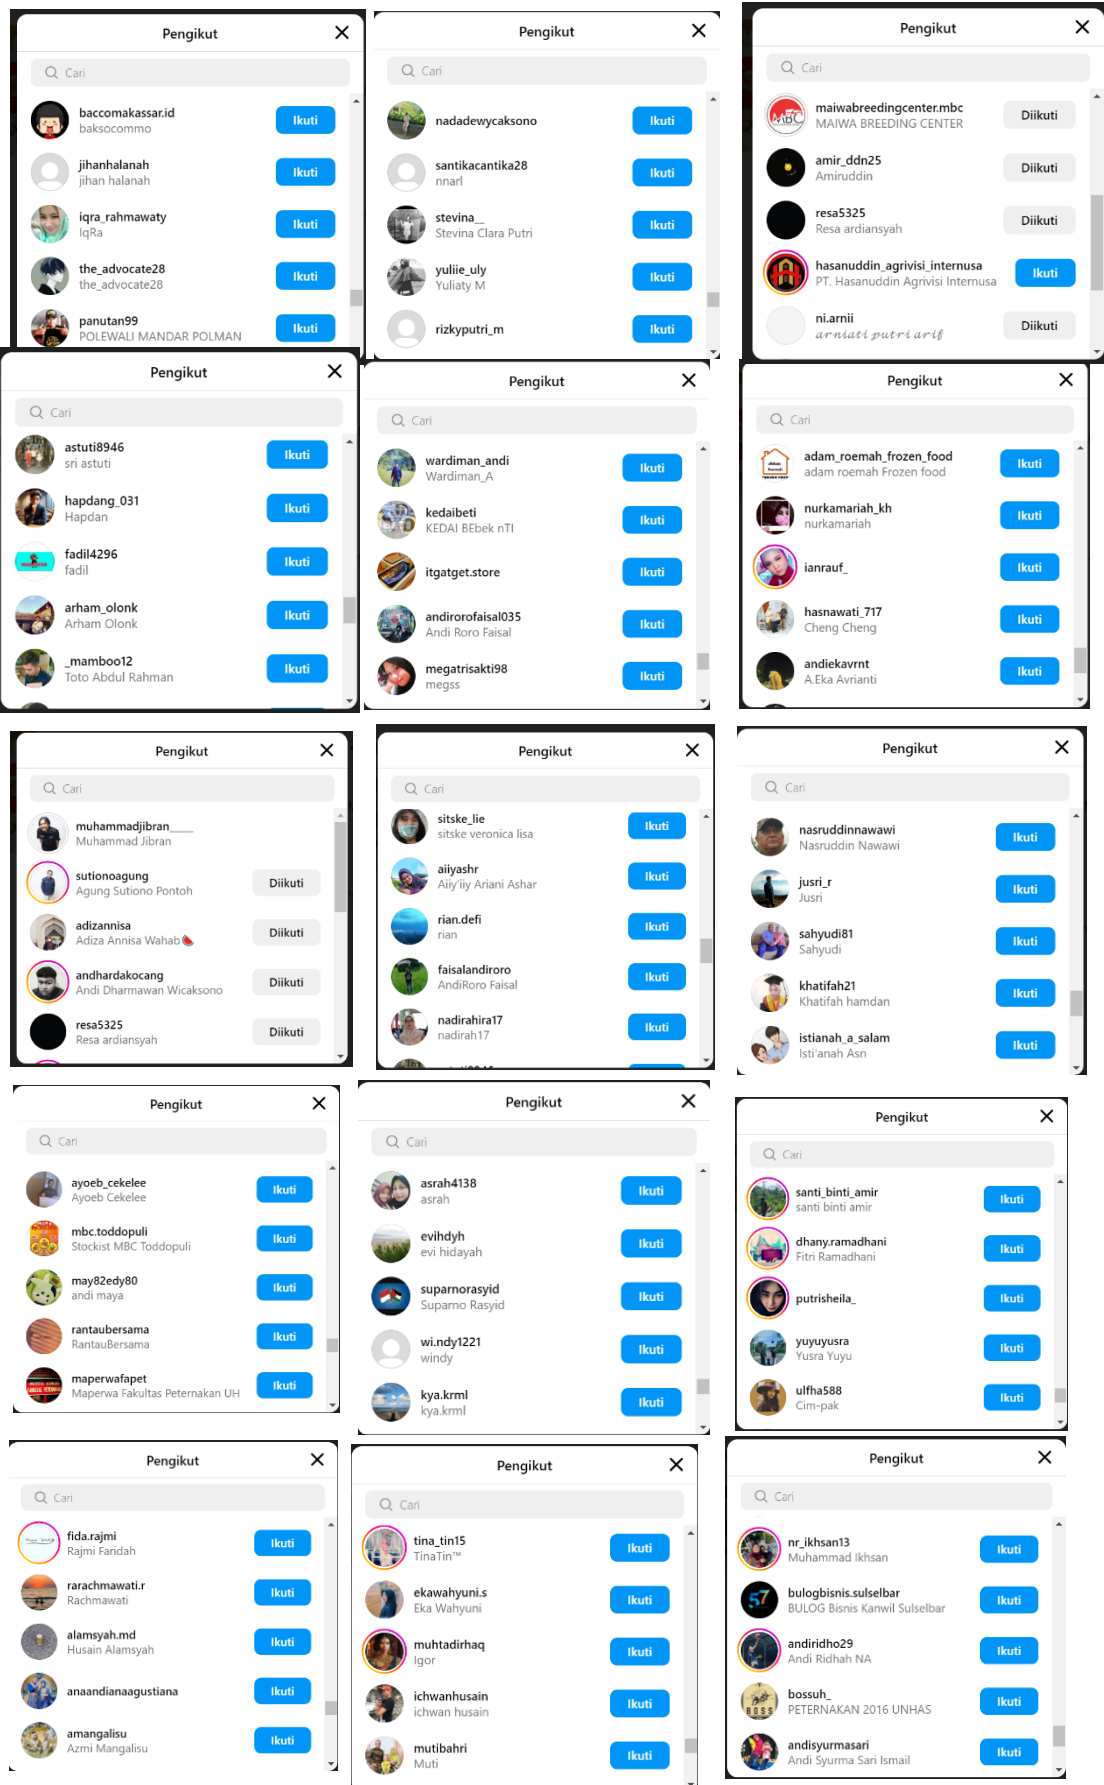 Pengikut
Cari
baccomakassar.id
baksocommo
Ikuti
jihanhalanah
jihan halanah
Ikuti
iqra_rahmawaty
IqRa
Ikuti
the_advocate28
the_advocate28
Ikuti
panutan99
POLEWALI MANDAR POLMAN
Ikuti
Pengikut
Cari
nadadewycaksono
Ikuti
santikacantika28
nnarl
Ikuti
stevina__
Stevina Clara Putri
Ikuti
yuliie_uly
Yuliaty M
Ikuti
rizkyputri_m
Ikuti
Pengikut
Cari
maiwabreedingcenter.mbc
MAIWA BREEDING CENTER
Diikuti
amir_ddn25
Amiruddin
Diikuti
resa5325
Resa ardiansyah
Diikuti
hasanuddin_agrivisi_internusa
PT. Hasanuddin Agrivisi Internusa
Ikuti
ni.arnii
arniati putri arif
Diikuti
Pengikut
Cari
astuti8946
sri astuti
Ikuti
hapdang_031
Hapdan
Ikuti
fadil4296
fadil
Ikuti
arham_olonk
Arham Olonk
Ikuti
_mamboo12
Toto Abdul Rahman
Ikuti
Pengikut
Cari
wardiman_andi
Wardiman_A
Ikuti
kedaibeti
KEDAI BEbek nTI
Ikuti
itgatget.store
Ikuti
andirorofaisal035
Andi Roro Faisal
Ikuti
megatrisakti98
megss
Ikuti
Pengikut
Cari
adam_roemah_frozen_food
adam roemah Frozen food
Ikuti
nurkamariah_kh
nurkamariah
Ikuti
ianrauf_
Ikuti
hasnawati_717
Cheng Cheng
Ikuti
andiekavrnt
A.Eka Avrianti
Ikuti
Pengikut
Cari
muhammadjibran____
Muhammad Jibran
sutionoagung
Agung Sutiono Pontoh
Diikuti
adizannisa
Adiza Annisa Wahab🍉
Diikuti
andhardakocang
Andi Dharmawan Wicaksono
Diikuti
resa5325
Resa ardiansyah
Diikuti
Pengikut
Cari
sitske_lie
sitske veronica lisa
Ikuti
aiiyashr
Aiiy'iiy Ariani Ashar
Ikuti
rian.defi
rian
Ikuti
faisalandiroro
AndiRoro Faisal
Ikuti
nadirahira17
nadirah17
Ikuti
Pengikut
Cari
nasruddinnawawi
Nasruddin Nawawi
Ikuti
jusri_r
Jusri
Ikuti
sahyudi81
Sahyudi
Ikuti
khatifah21
Khatifah hamdan
Ikuti
istianah_a_salam
Isti'anah Asn
Ikuti
Pengikut
Cari
ayoeb_cekelee
Ayoeb Cekelee
Ikuti
mbc.toddopuli
Stockist MBC Toddopuli
Ikuti
may82edy80
andi maya
Ikuti
rantaubersama
RantauBersama
Ikuti
maperwafapet
Maperwa Fakultas Peternakan UH
Ikuti
Pengikut
Cari
asrah4138
asrah
Ikuti
evihdyh
evi hidayah
Ikuti
suparnorasyid
Suparno Rasyid
Ikuti
wi.ndy1221
windy
Ikuti
kya.krml
kya.krml
Ikuti
Pengikut
Cari
santi_binti_amir
santi binti amir
Ikuti
dhany.ramadhani
Fitri Ramadhani
Ikuti
putrisheila_
Ikuti
yuyuyusra
Yusra Yuyu
Ikuti
ulfha588
Cim-pak
Ikuti
Pengikut
Cari
fida.rajmi
Rajmi Faridah
Ikuti
rarachmawati.r
Rachmawati
Ikuti
alamsyah.md
Husain Alamsyah
Ikuti
anaandianaagustiana
Ikuti
amangalisu
Azmi Mangalisu
Ikuti
Pengikut
Cari
tina_tin15
TinaTin™
Ikuti
ekawahyuni.s
Eka Wahyuni
Ikuti
muhtadirhaq
Igor
Ikuti
ichwanhusain
ichwan husain
Ikuti
mutibahri
Muti
Ikuti
Pengikut
Cari
nr_ikhsan13
Muhammad Ikhsan
Ikuti
bulogbisnis.sulselbar
BULOG Bisnis Kanwil Sulselbar
Ikuti
andiridho29
Andi Ridhah NA
Ikuti
bossuh_
PETERNAKAN 2016 UNHAS
Ikuti
andisyurmasari
Andi Syurma Sari Ismail
Ikuti